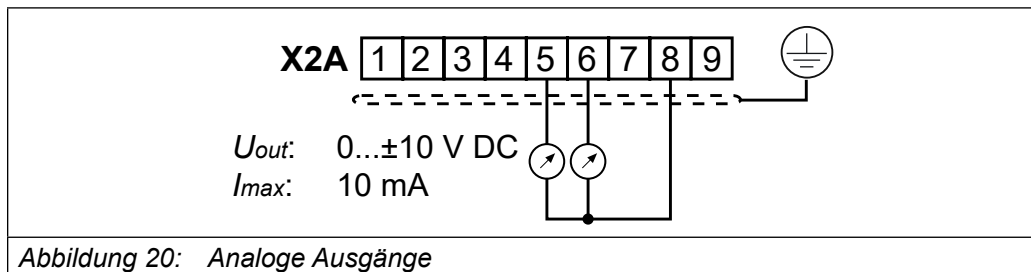 X2A 1 2 3 4 5 6 7 8 9
Uout: 0...±10 V DC
Imax: 10 mA
Abbildung 20: Analoge Ausgänge